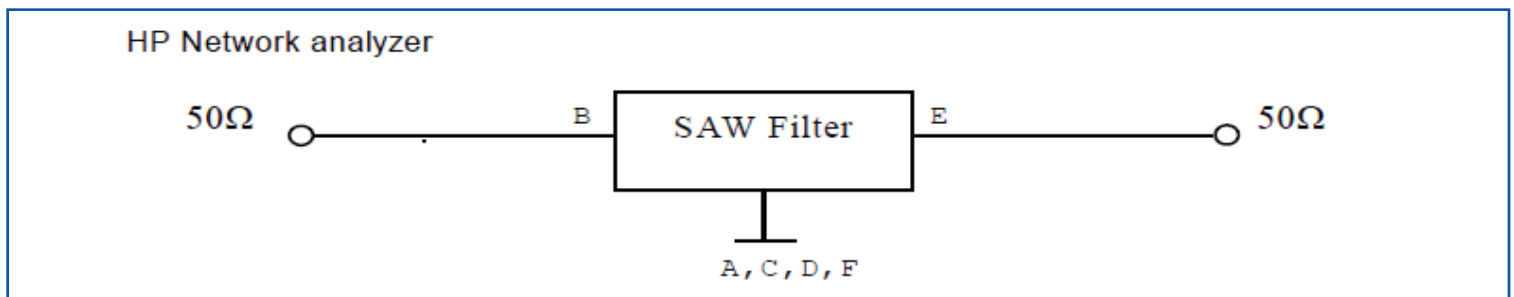 HP Network analyzer
50Ω B SAW Filter E 50Ω
A,C,D,F